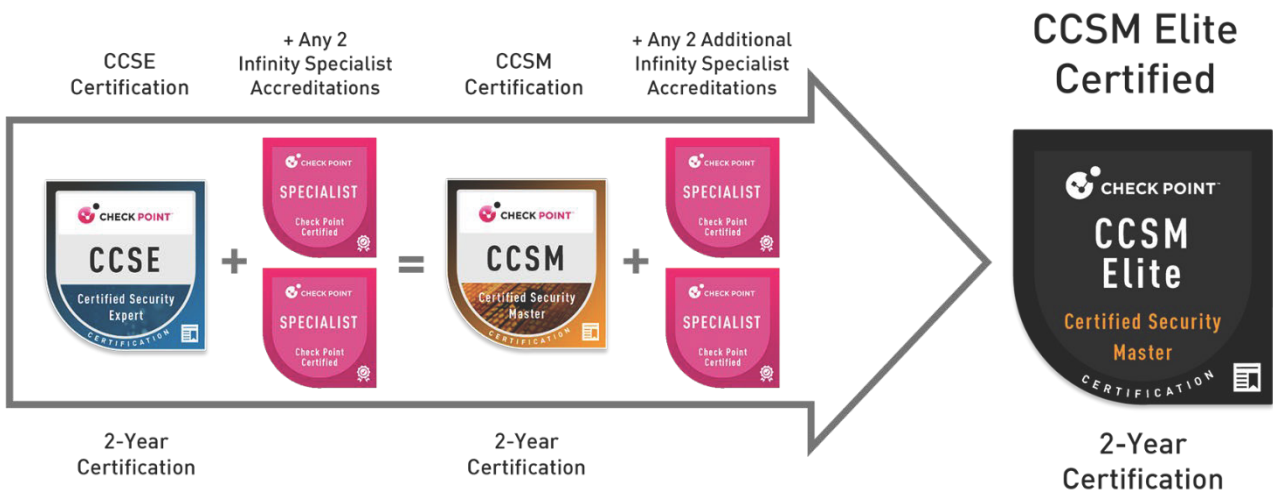 CCSE
Certification
+ Any 2
Infinity Specialist
Accreditations
CCSM
Certification
+ Any 2 Additional
Infinity Specialist
Accreditations
CCSM Elite
Certified
CHECK POINT
CCSE
Certified Security
Expert
CERTIFICATION
+
CHECK POINT
SPECIALIST
Check Point
Certified
CHECK POINT
SPECIALIST
Check Point
Certified
=
CHECK POINT
CCSM
Certified Security
Master
CERTIFICATION
+
CHECK POINT
SPECIALIST
Check Point
Certified
CHECK POINT
SPECIALIST
Check Point
Certified
CHECK POINT™
CCSM
Elite
Certified Security
Master
CERTIFICATION
2-Year
Certification
2-Year
Certification
2-Year
Certification